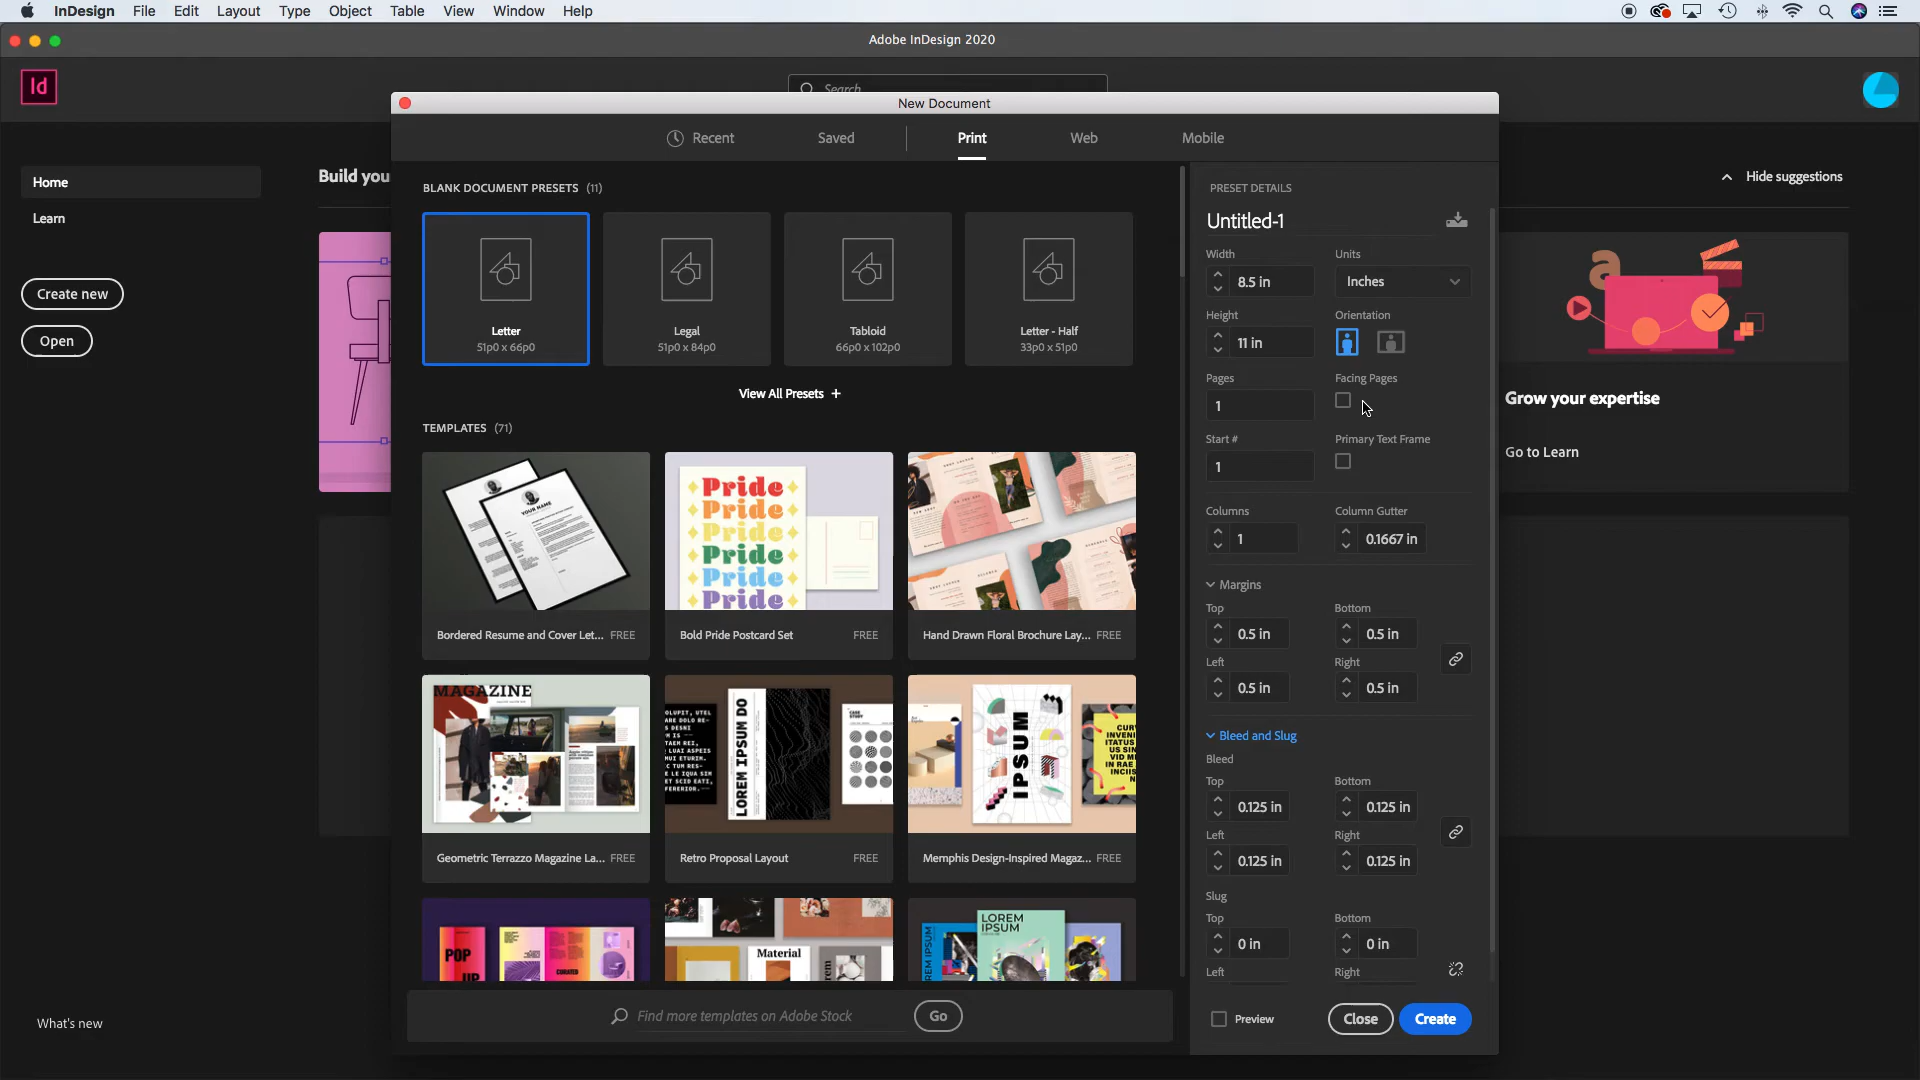 InDesign File Edit Layout Type Object Table View Window Help
Adobe InDesign 2020
Id
Search
New Document
Recent Saved Print Web Mobile
Home
Learn
Create new
Open
What's new
Build you
Hide suggestions
Grow your expertise
Go to Learn
BLANK DOCUMENT PRESETS (11)
Letter
51p0 x 66p0
Legal
51p0 x 84p0
Tabloid
66p0 x 102p0
Letter - Half
33p0 x 51p0
View All Presets +
TEMPLATES (71)
YOUR NAME
Bordered Resume and Cover Let... FREE
Pride
Pride
Pride
Pride
Pride
Pride
Bold Pride Postcard Set FREE
Hand Drawn Floral Brochure Lay... FREE
MAGAZINE
Geometric Terrazzo Magazine La... FREE
LOREM IPSUM DO
CASE
STUDY
Retro Proposal Layout FREE
IPSUM
Memphis Design-Inspired Magaz... FREE
POP
UP
CURATED
Material
LOREM
IPSUM
Find more templates on Adobe Stock
Go
PRESET DETAILS
Untitled-1
Width Units
8.5 in Inches
Height Orientation
11 in
Pages Facing Pages
1
Start # Primary Text Frame
1
Columns Column Gutter
1 0.1667 in
Margins
Top Bottom
0.5 in 0.5 in
Left Right
0.5 in 0.5 in
Bleed and Slug
Bleed
Top Bottom
0.125 in 0.125 in
Left Right
0.125 in 0.125 in
Slug
Top Bottom
0 in 0 in
Left Right
Preview Close Create